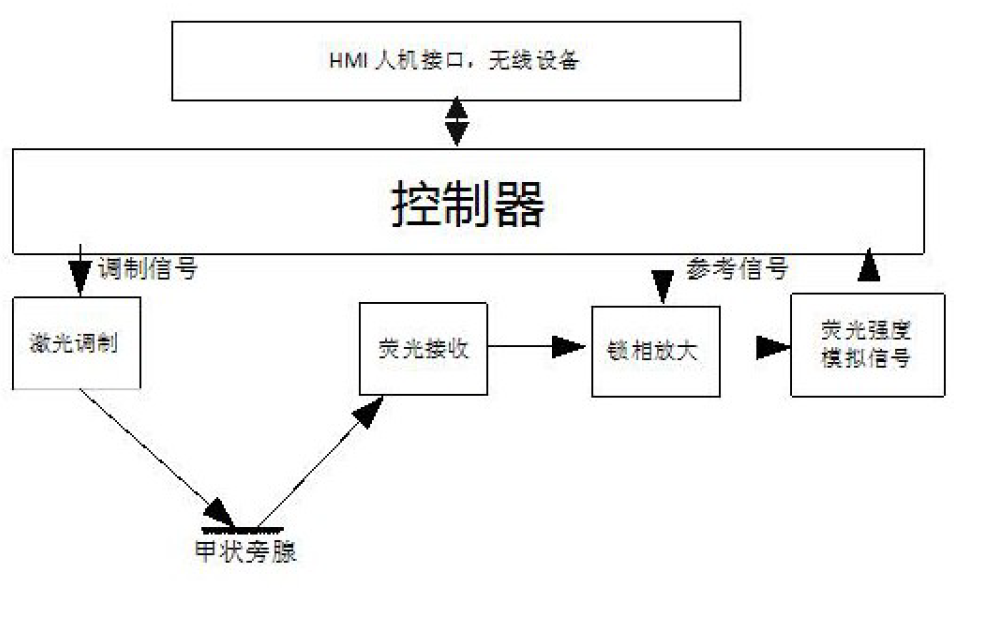 HMI 人机接口，无线设备
控制器
调制信号
参考信号
激光调制
荧光接收
锁相放大
荧光强度
模拟信号
甲状旁腺